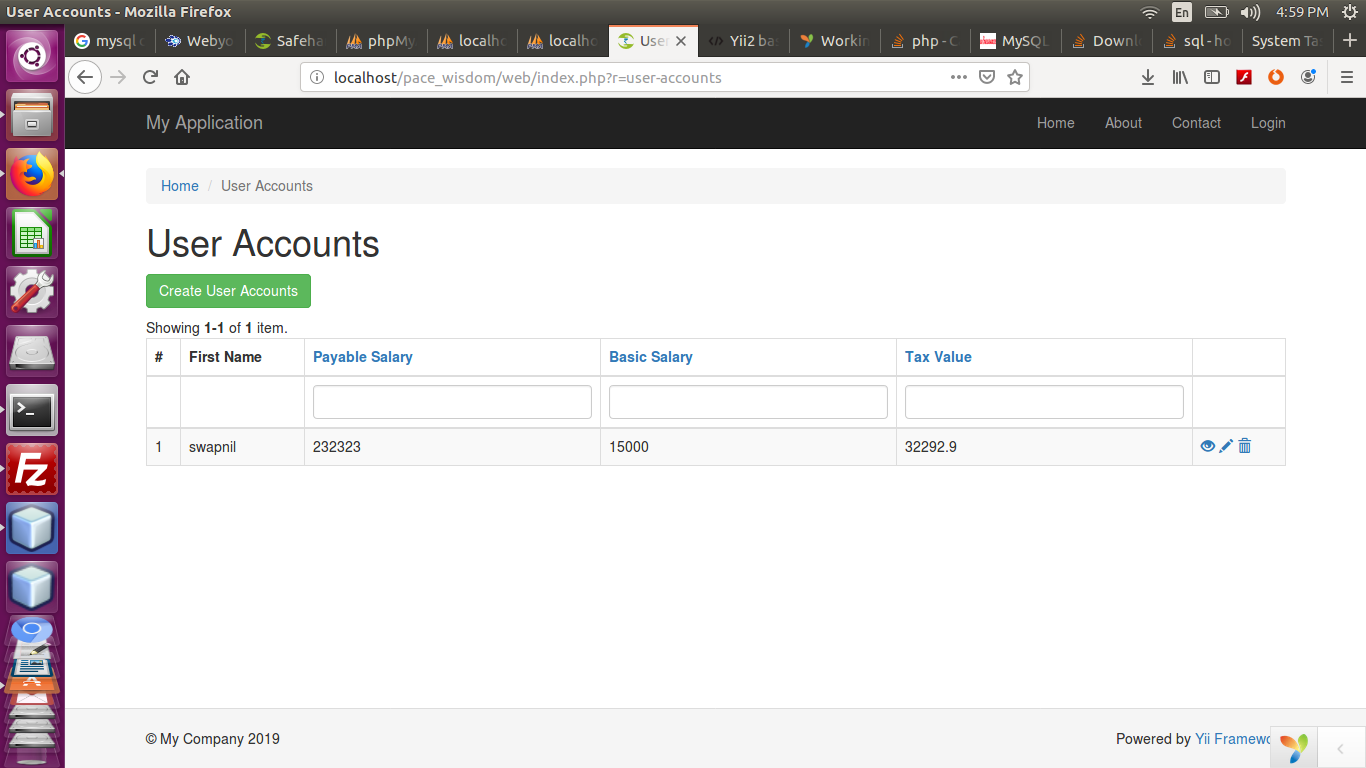 User Accounts - Mozilla Firefox
En
4:59 PM
mysql
Webyo
Safeha
phpMy
localho
localho
User
Yii2 ba
Workin
php - C
MySQL
Downl
sql - ho
System Ta
localhost/pace_wisdom/web/index.php?r=user-accounts
My Application
Home
About
Contact
Login
Home / User Accounts
User Accounts
Create User Accounts
Showing 1-1 of 1 item.
# First Name Payable Salary Basic Salary Tax Value
1 swapnil 232323 15000 32292.9
© My Company 2019
Powered by Yii Framewo